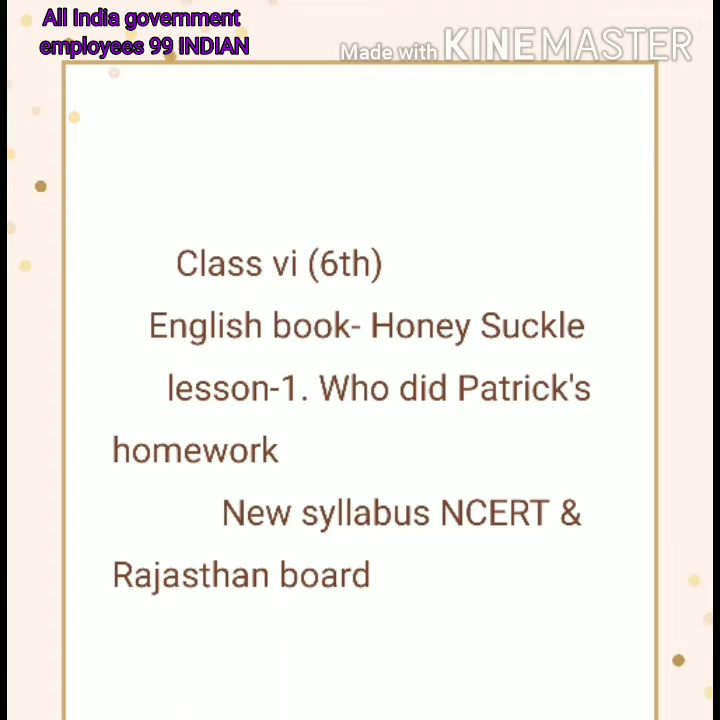 All India government
employees 99 INDIAN
Made with KINEMASTER
Class vi (6th)
English book- Honey Suckle
lesson-1. Who did Patrick's
homework
New syllabus NCERT &
Rajasthan board